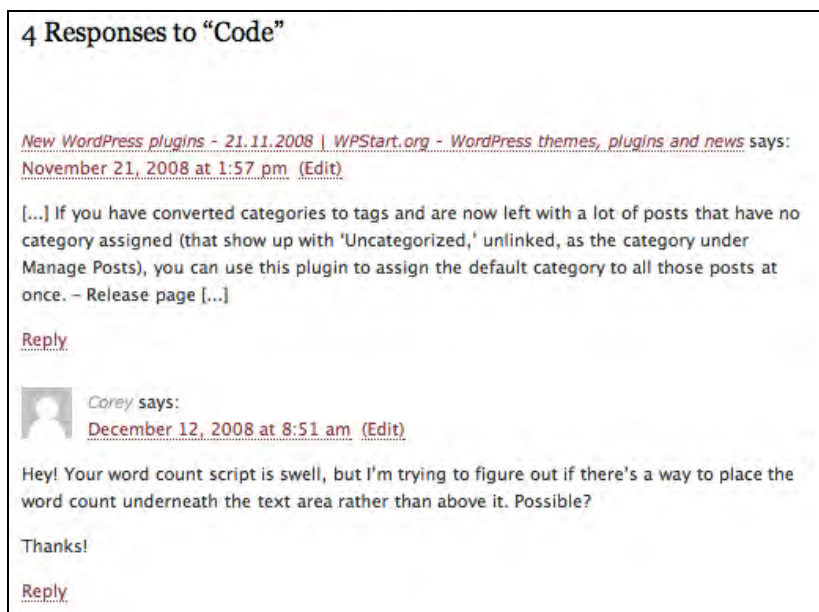 4 Responses to “Code”
New WordPress plugins - 21.11.2008 | WPStart.org - WordPress themes, plugins and news says:
November 21, 2008 at 1:57 pm (Edit)
[...] If you have converted categories to tags and are now left with a lot of posts that have no
category assigned (that show up with ‘Uncategorized,’ unlinked, as the category under
Manage Posts), you can use this plugin to assign the default category to all those posts at
once. – Release page [...]
Reply
Corey says:
December 12, 2008 at 8:51 am (Edit)
Hey! Your word count script is swell, but I’m trying to figure out if there’s a way to place the
word count underneath the text area rather than above it. Possible?
Thanks!
Reply